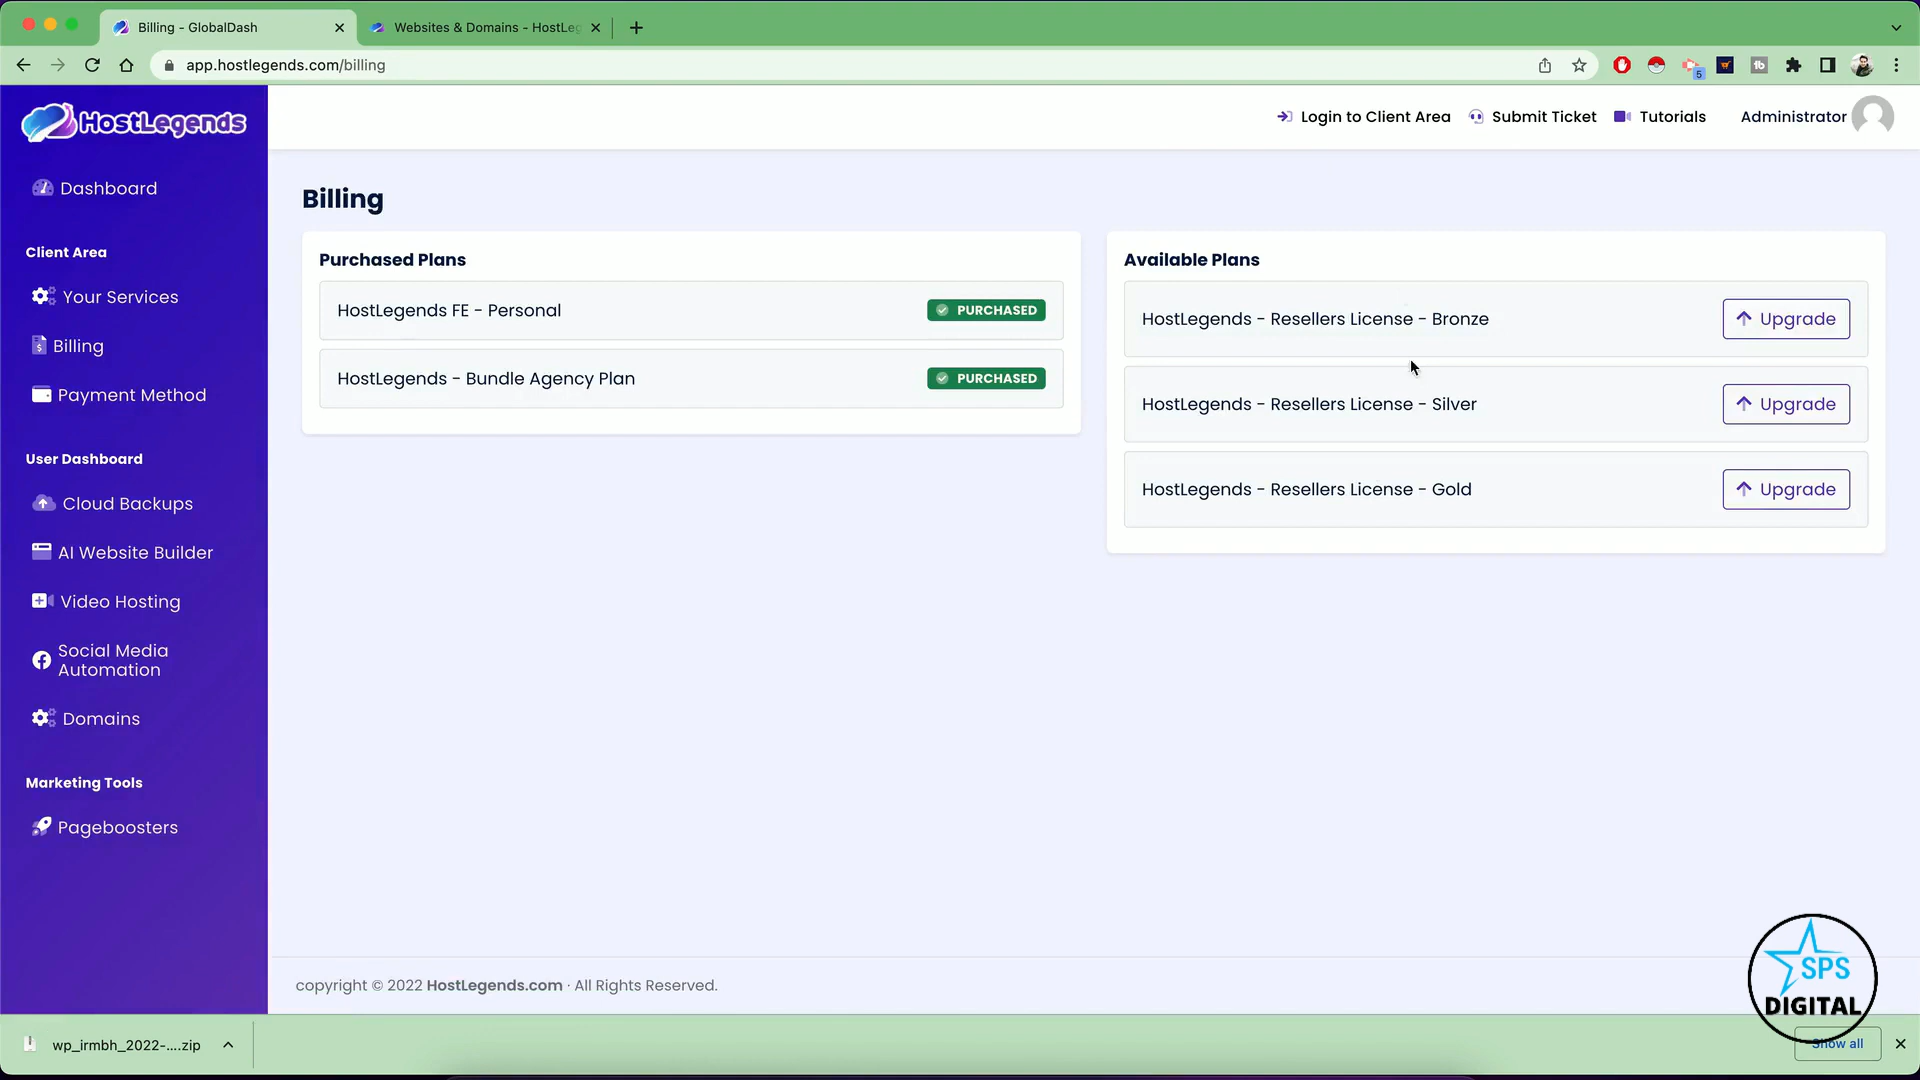 Billing - GlobalDash
Websites & Domains - HostLeg
app.hostlegends.com/billing
5
tb
HostLegends
Login to Client Area
Submit Ticket
Tutorials
Administrator
Dashboard
Client Area
Your Services
Billing
Payment Method
User Dashboard
Cloud Backups
AI Website Builder
Video Hosting
Social Media
Automation
Domains
Marketing Tools
Pageboosters
Billing
Purchased Plans
HostLegends FE - Personal
PURCHASED
HostLegends - Bundle Agency Plan
PURCHASED
Available Plans
HostLegends - Resellers License - Bronze
Upgrade
HostLegends - Resellers License - Silver
Upgrade
HostLegends - Resellers License - Gold
Upgrade
copyright © 2022 HostLegends.com · All Rights Reserved.
SPS
DIGITAL
wp_irmbh_2022-....zip
Show all